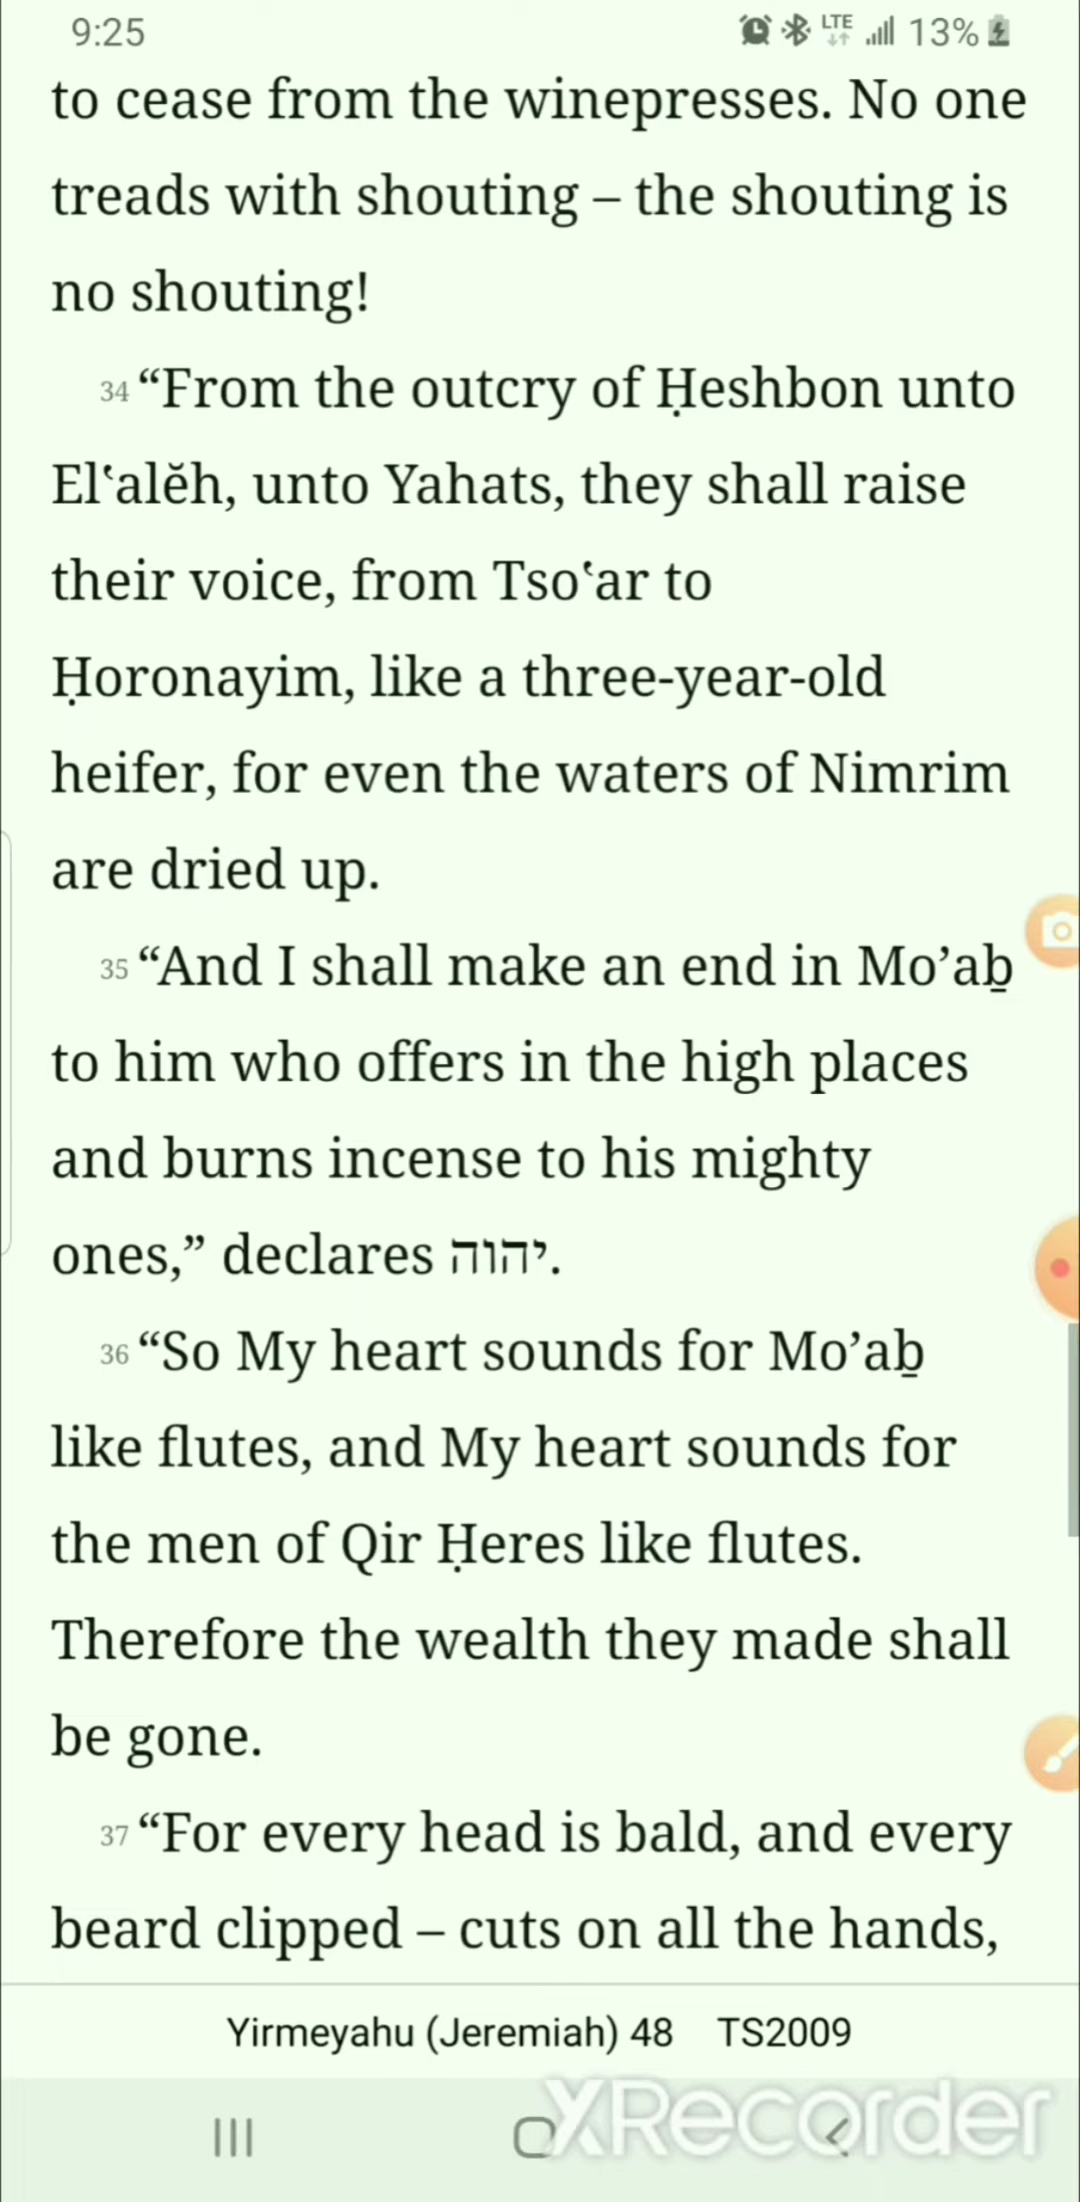 9:25 LTE 13%
to cease from the winepresses. No one
treads with shouting – the shouting is
no shouting!
34 “From the outcry of Ḥeshbon unto
Elʽalĕh, unto Yahats, they shall raise
their voice, from Tsoʽar to
Ḥoronayim, like a three-year-old
heifer, for even the waters of Nimrim
are dried up.
35 “And I shall make an end in Mo’aḇ
to him who offers in the high places
and burns incense to his mighty
ones,” declares יהוה.
36 “So My heart sounds for Mo’aḇ
like flutes, and My heart sounds for
the men of Qir Ḥeres like flutes.
Therefore the wealth they made shall
be gone.
37 “For every head is bald, and every
beard clipped – cuts on all the hands,
Yirmeyahu (Jeremiah) 48 TS2009
XRecorder